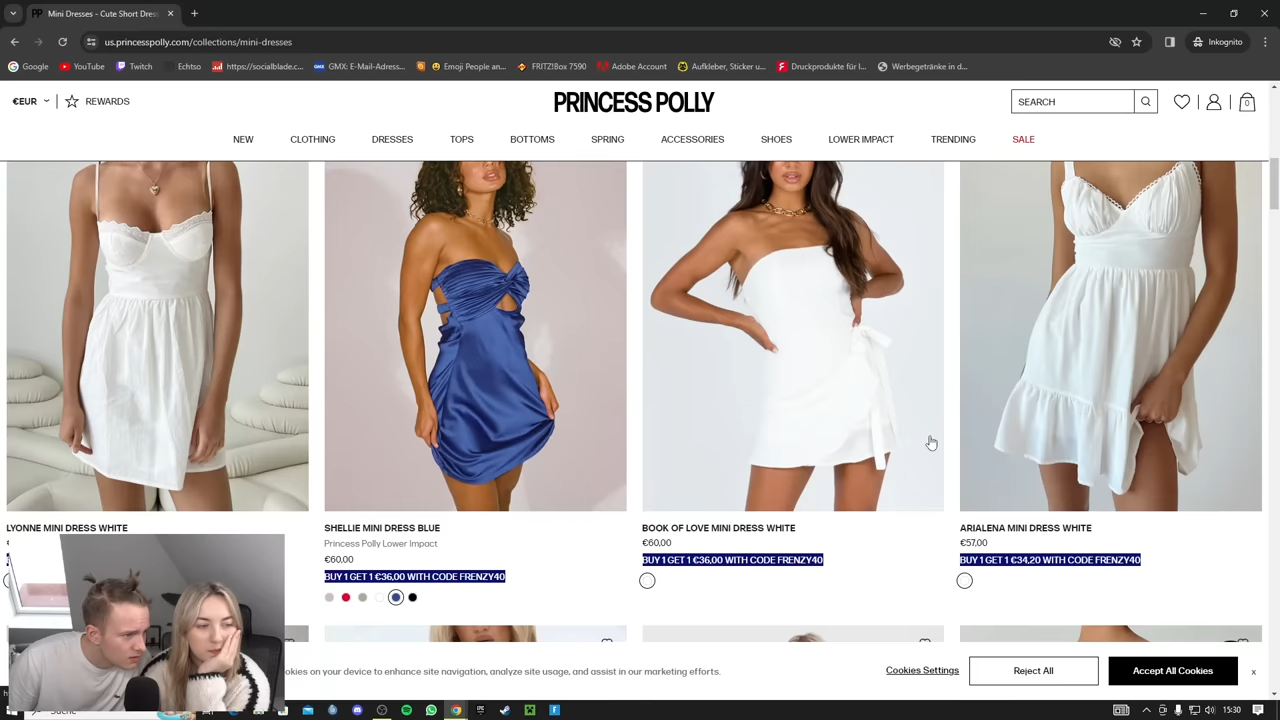 PP Mini Dresses - Cute Short Dres
us.princesspolly.com/collections/mini-dresses
Inkognito
Google
YouTube
Twitch
Echtso
https://socialblade.c...
GMX: E-Mail-Adress...
Emoji People an...
FRITZ!Box 7590
Adobe Account
Aufkleber, Sticker u...
Druckprodukte für I...
Werbegetränke in d...
€EUR
REWARDS
PRINCESS POLLY
SEARCH
0
NEW
CLOTHING
DRESSES
TOPS
BOTTOMS
SPRING
ACCESSORIES
SHOES
LOWER IMPACT
TRENDING
SALE
LYONNE MINI DRESS WHITE
SHELLIE MINI DRESS BLUE
Princess Polly Lower Impact
€60,00
BUY 1 GET 1 €36,00 WITH CODE FRENZY40
BOOK OF LOVE MINI DRESS WHITE
€60,00
BUY 1 GET 1 €36,00 WITH CODE FRENZY40
ARIALENA MINI DRESS WHITE
€57,00
BUY 1 GET 1 €34,20 WITH CODE FRENZY40
okies on your device to enhance site navigation, analyze site usage, and assist in our marketing efforts.
Cookies Settings
Reject All
Accept All Cookies
x
Suche
15:30